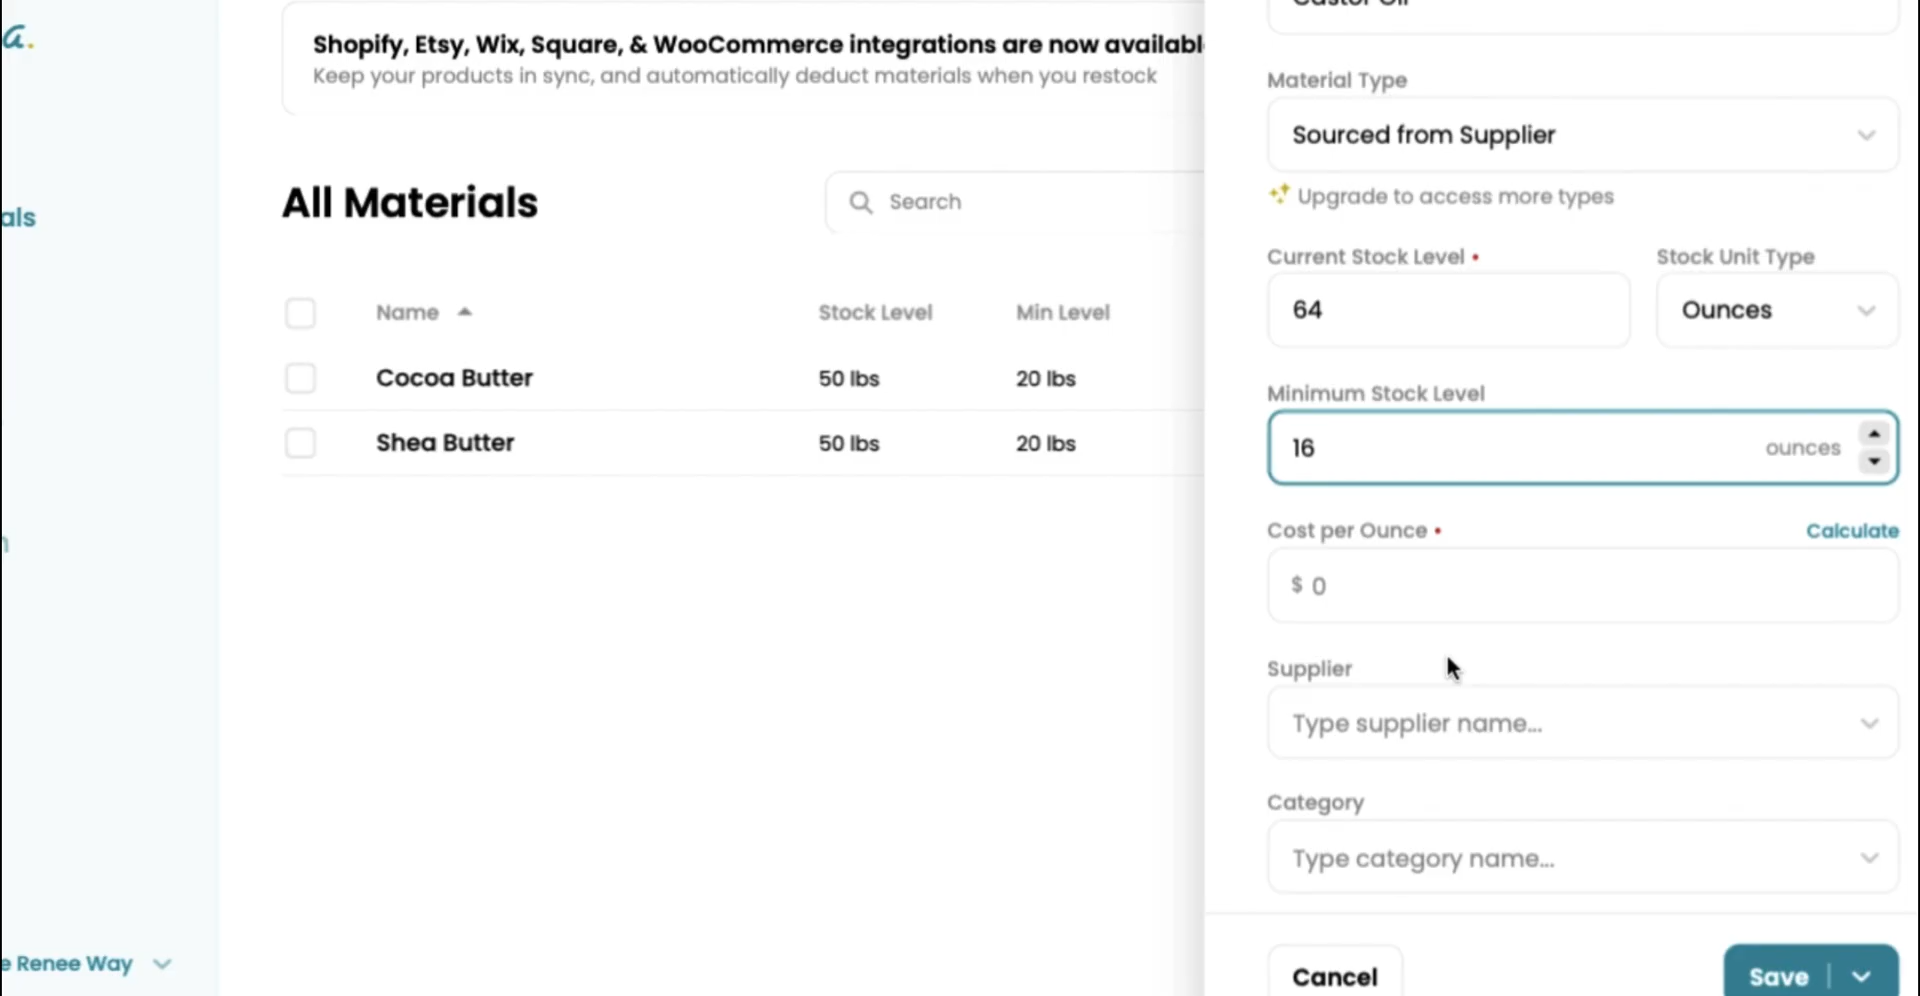 a.
als
e Renee Way
Shopify, Etsy, Wix, Square, & WooCommerce integrations are now availabl
Keep your products in sync, and automatically deduct materials when you restock
All Materials
Search
Name Stock Level Min Level
Cocoa Butter 50 lbs 20 lbs
Shea Butter 50 lbs 20 lbs
Castor Oil
Material Type
Sourced from Supplier
Upgrade to access more types
Current Stock Level • Stock Unit Type
64 Ounces
Minimum Stock Level
16 ounces
Cost per Ounce • Calculate
$ 0
Supplier
Type supplier name...
Category
Type category name...
Cancel Save